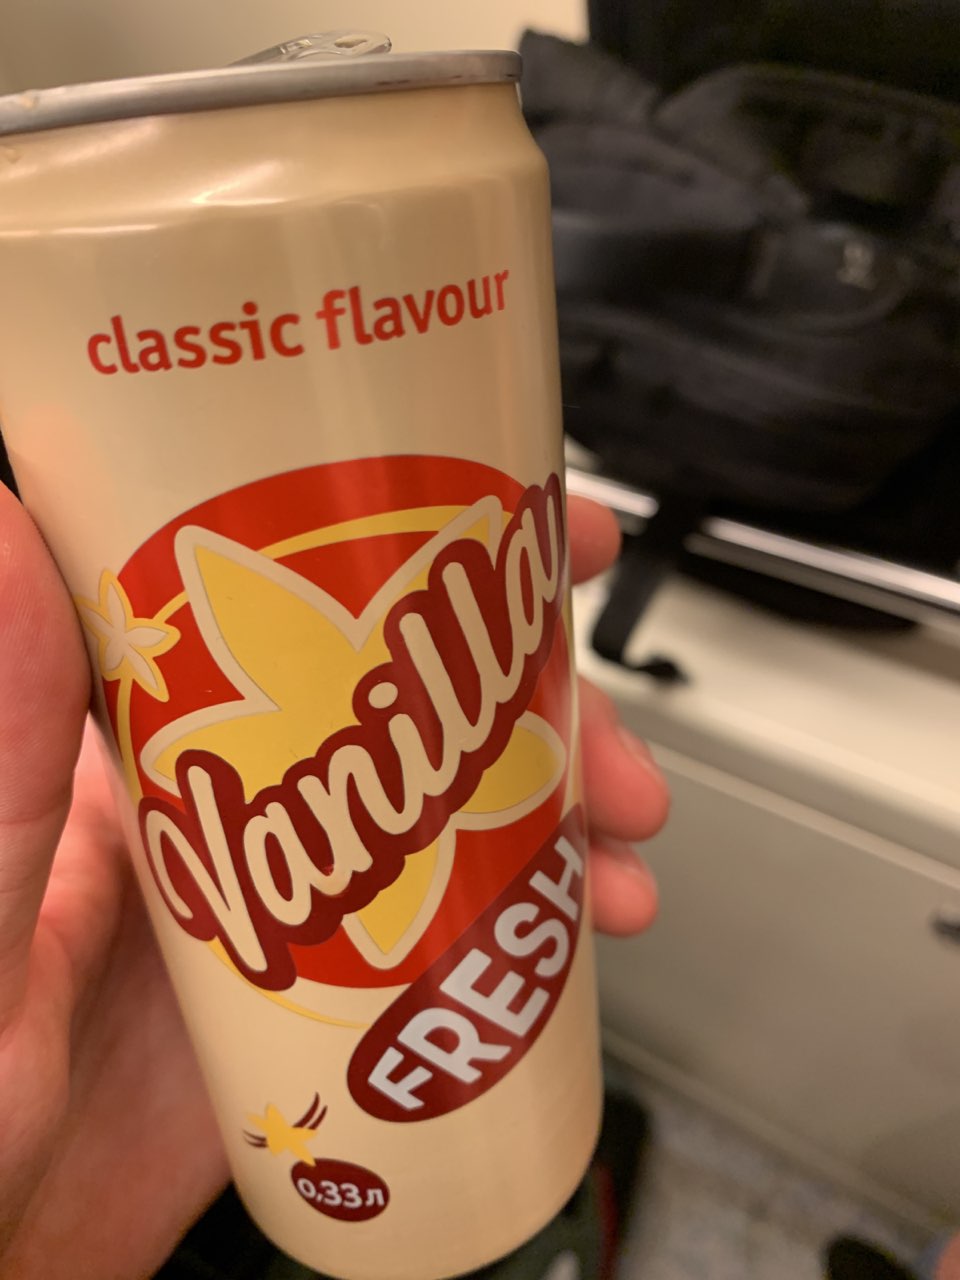 classic flavour
Vanilla
FRESH
0,33л